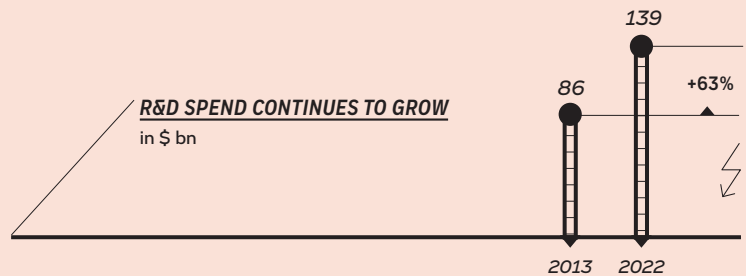 139
+63%
86
R&D SPEND CONTINUES TO GROW
in $ bn
2013 2022